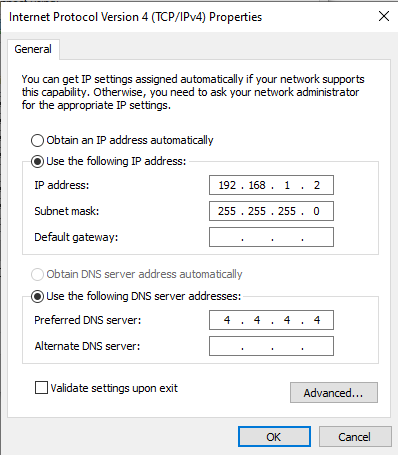 Internet Protocol Version 4 (TCP/IPv4) Properties
General
You can get IP settings assigned automatically if your network supports
this capability. Otherwise, you need to ask your network administrator
for the appropriate IP settings.
Obtain an IP address automatically
Use the following IP address:
IP address: 192 . 168 . 1 . 2
Subnet mask: 255 . 255 . 255 . 0
Default gateway: . . .
Obtain DNS server address automatically
Use the following DNS server addresses:
Preferred DNS server: 4 . 4 . 4 . 4
Alternate DNS server: . . .
Validate settings upon exit
Advanced...
OK Cancel